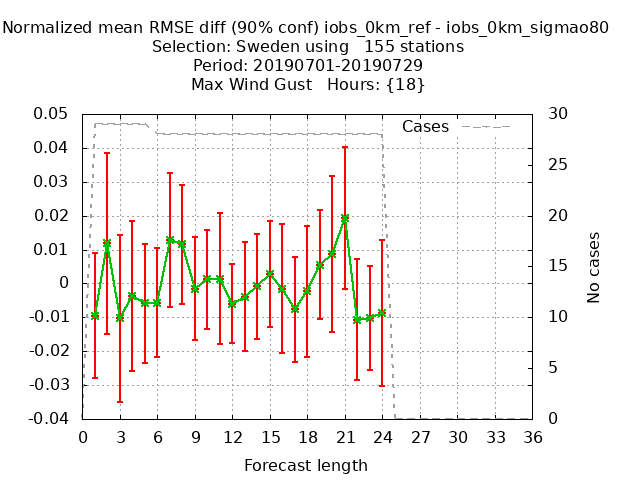 Normalized mean RMSE diff (90% conf) iobs_0km_ref - iobs_0km_sigmao80
Selection: Sweden using   155 stations
Period: 20190701-20190729
Max Wind Gust   Hours: {18}
Cases
0.05
0.04
0.03
0.02
0.01
0
-0.01
-0.02
-0.03
-0.04
30
25
20
15
10
5
0
No cases
0 3 6 9 12 15 18 21 24 27 30 33 36
Forecast length